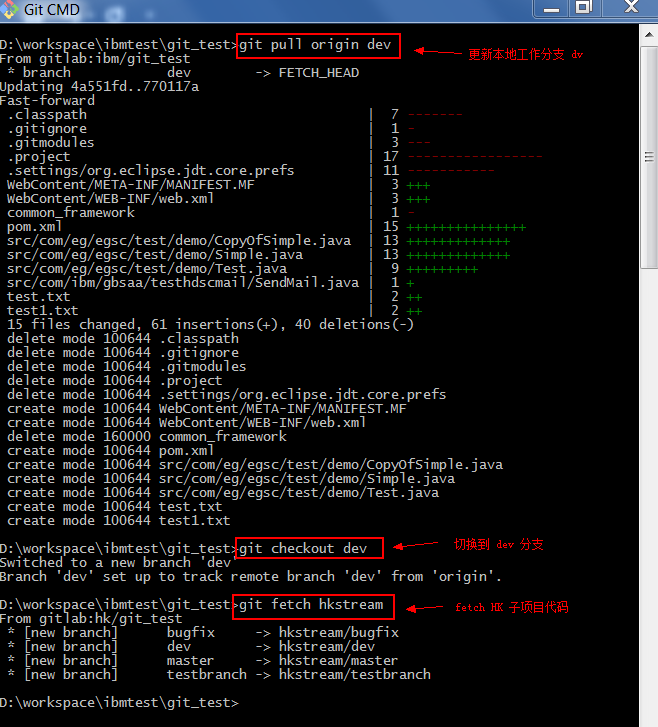 Git CMD
D:\workspace\ibmtest\git_test>git pull origin dev
更新本地工作分支 dv
From gitlab:ibm/git_test
 * branch            dev        -> FETCH_HEAD
Updating 4a551fd..770117a
Fast-forward
 .classpath                                    |  7 -------
 .gitignore                                    |  1 -
 .gitmodules                                   |  3 ---
 .project                                      | 17 -----------------
 .settings/org.eclipse.jdt.core.prefs          | 11 -----------
 WebContent/META-INF/MANIFEST.MF               |  3 +++
 WebContent/WEB-INF/web.xml                    |  3 +++
 common_framework                              |  1 -
 pom.xml                                       | 15 +++++++++++++++
 src/com/eg/egsc/test/demo/CopyOfSimple.java   | 13 +++++++++++++
 src/com/eg/egsc/test/demo/Simple.java         | 13 +++++++++++++
 src/com/eg/egsc/test/demo/Test.java           |  9 +++++++++
 src/com/ibm/gbsaa/testhdscmail/SendMail.java  |  1 +
 test.txt                                      |  2 ++
 test1.txt                                     |  2 ++
 15 files changed, 61 insertions(+), 40 deletions(-)
 delete mode 100644 .classpath
 delete mode 100644 .gitignore
 delete mode 100644 .gitmodules
 delete mode 100644 .project
 delete mode 100644 .settings/org.eclipse.jdt.core.prefs
 create mode 100644 WebContent/META-INF/MANIFEST.MF
 create mode 100644 WebContent/WEB-INF/web.xml
 delete mode 160000 common_framework
 create mode 100644 pom.xml
 create mode 100644 src/com/eg/egsc/test/demo/CopyOfSimple.java
 create mode 100644 src/com/eg/egsc/test/demo/Simple.java
 create mode 100644 src/com/eg/egsc/test/demo/Test.java
 create mode 100644 test.txt
 create mode 100644 test1.txt
D:\workspace\ibmtest\git_test>git checkout dev
切换到 dev 分支
Switched to a new branch 'dev'
Branch 'dev' set up to track remote branch 'dev' from 'origin'.
D:\workspace\ibmtest\git_test>git fetch hkstream
fetch HK 子项目代码
From gitlab:hk/git_test
 * [new branch]      bugfix     -> hkstream/bugfix
 * [new branch]      dev        -> hkstream/dev
 * [new branch]      master     -> hkstream/master
 * [new branch]      testbranch -> hkstream/testbranch
D:\workspace\ibmtest\git_test>